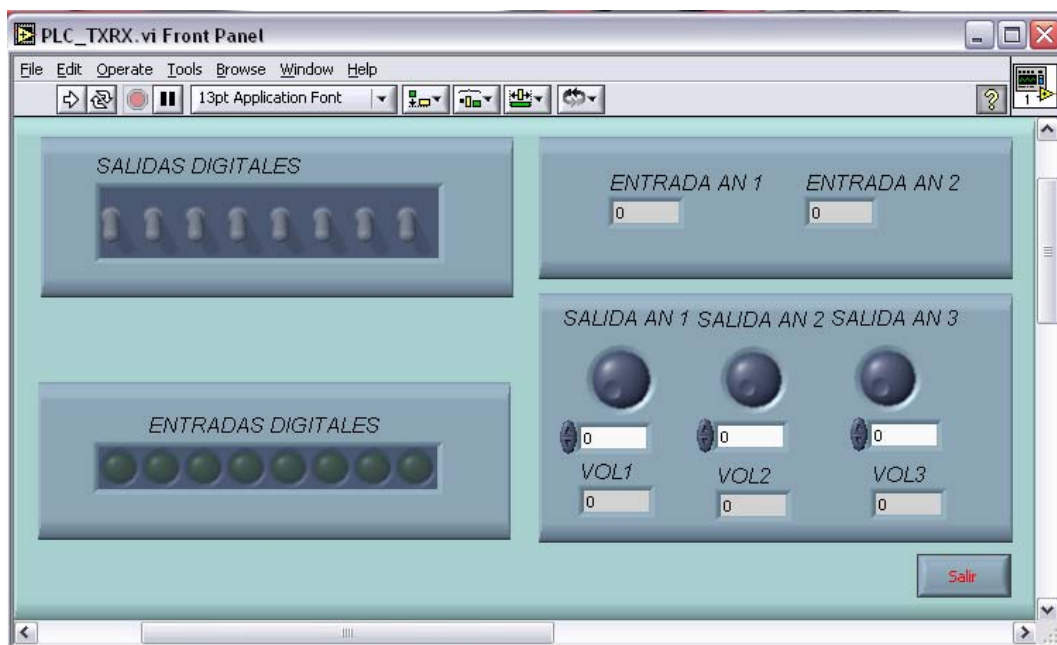 PLC_TXRX.vi Front Panel
File Edit Operate Tools Browse Window Help
13pt Application Font
?
1
SALIDAS DIGITALES
ENTRADA AN 1 ENTRADA AN 2
0 0
SALIDA AN 1 SALIDA AN 2 SALIDA AN 3
0 0 0
VOL1 VOL2 VOL3
0 0 0
ENTRADAS DIGITALES
Salir